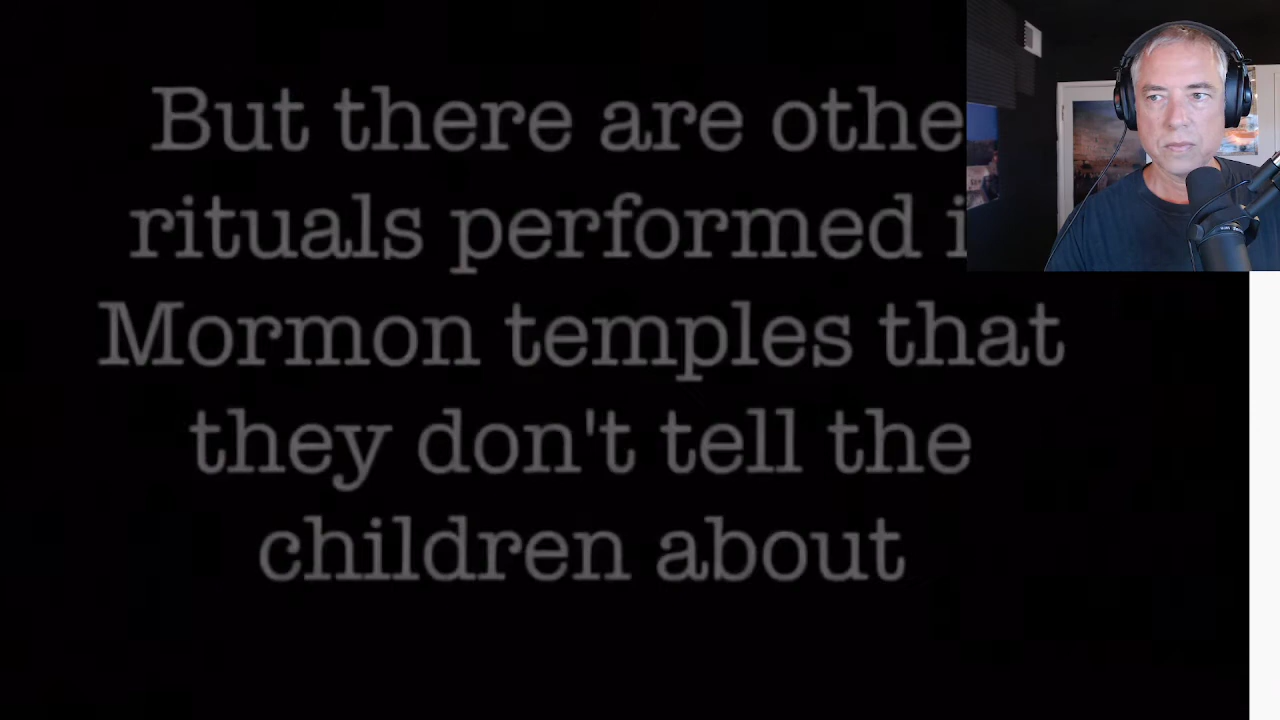 But there are othe
rituals performed i
Mormon temples that
they don't tell the
children about